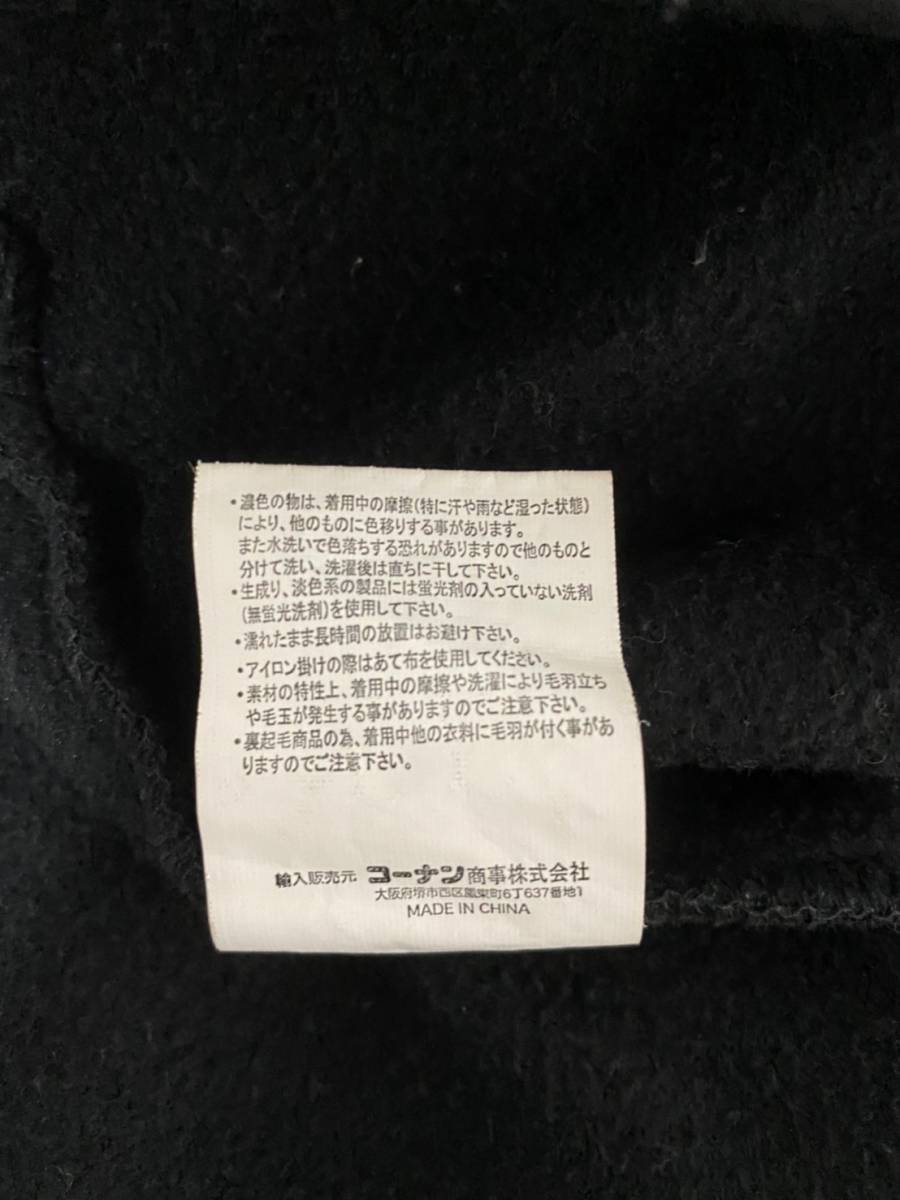 ・濃色の物は、着用中の摩擦(特に汗や雨など湿った状態)
により、他のものに色移りする事があります。
また水洗いで色落ちする恐れがありますので他のものと
分けて洗い、洗濯後は直ちに干して下さい。
・生成り、淡色系の製品には蛍光剤の入っていない洗剤
(無蛍光洗剤)を使用して下さい。
・濡れたまま長時間の放置はお避け下さい。
・アイロン掛けの際はあて布を使用してください。
・素材の特性上、着用中の摩擦や洗濯により毛羽立ち
や毛玉が発生する事がありますのでご注意下さい。
・裏起毛商品の為、着用中他の衣料に毛羽が付く事があ
りますのでご注意下さい。
輸入販売元 コーナン商事株式会社
大阪府堺市西区鳳東町6丁637番地1
MADE IN CHINA